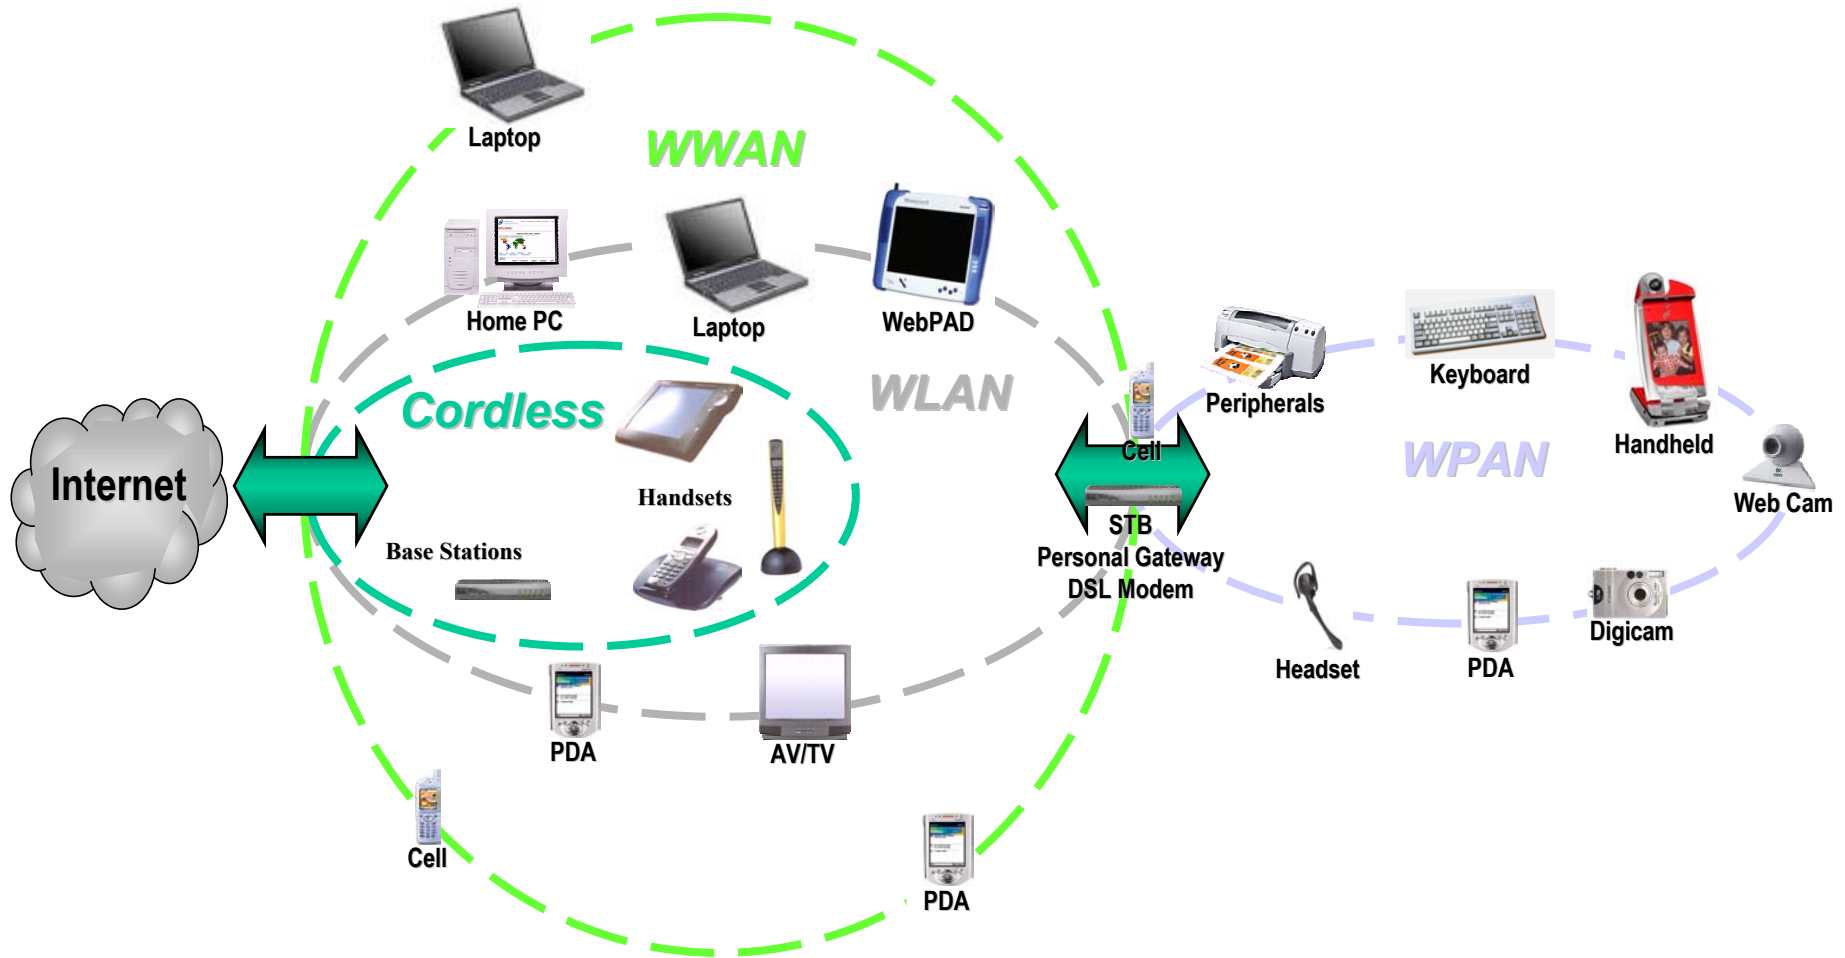 Laptop
WWAN
Home PC
Laptop
WebPAD
Cordless
WLAN
Handsets
Base Stations
Internet
PDA
AV/TV
Cell
PDA
Cell
STB
Personal Gateway
DSL Modem
Peripherals
Keyboard
Handheld
WPAN
Web Cam
Headset
PDA
Digicam